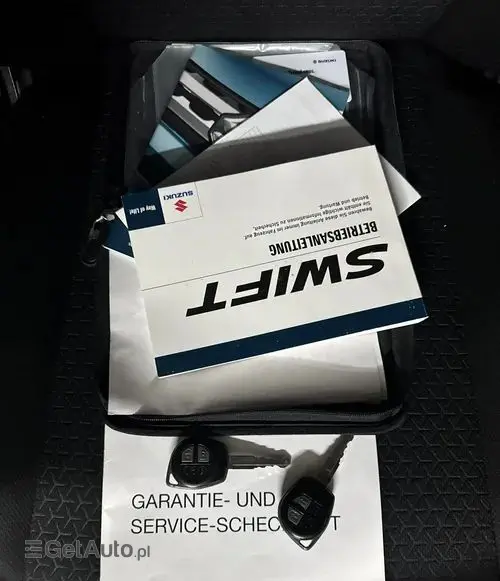 SUZUKI
Way of Life!
SWIFT
BETRIEBSANLEITUNG
Bewahren Sie diese Anleitung immer im Fahrzeug auf.
Sie enthält wichtige Informationen zu Sicherheit,
Betrieb und Wartung.
GARANTIE- UND
SERVICE-SCHECKHEFT
GetAuto.pl